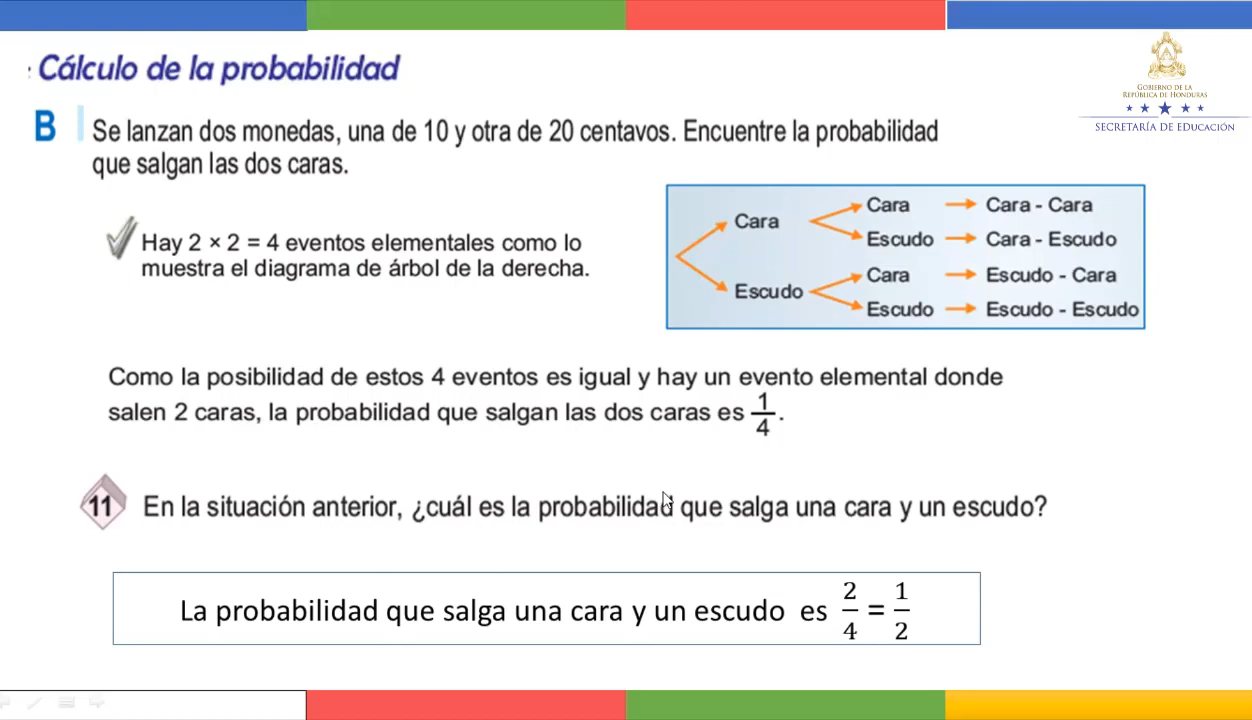 Cálculo de la probabilidad
GOBIERNO DE LA
REPÚBLICA DE HONDURAS
SECRETARÍA DE EDUCACIÓN
B Se lanzan dos monedas, una de 10 y otra de 20 centavos. Encuentre la probabilidad
que salgan las dos caras.
Hay 2 × 2 = 4 eventos elementales como lo
muestra el diagrama de árbol de la derecha.
Cara
Cara
Cara - Cara
Escudo
Cara - Escudo
Escudo
Cara
Escudo - Cara
Escudo
Escudo - Escudo
Como la posibilidad de estos 4 eventos es igual y hay un evento elemental donde
salen 2 caras, la probabilidad que salgan las dos caras es 1/4.
11 En la situación anterior, ¿cuál es la probabilidad que salga una cara y un escudo?
La probabilidad que salga una cara y un escudo es 2/4 = 1/2